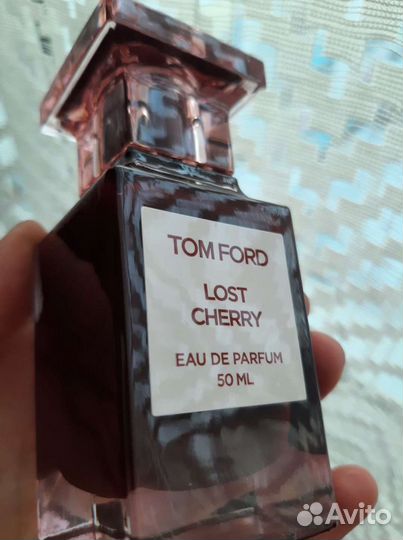 TOM FORD
LOST
CHERRY
EAU DE PARFUM
50 ML
Avito